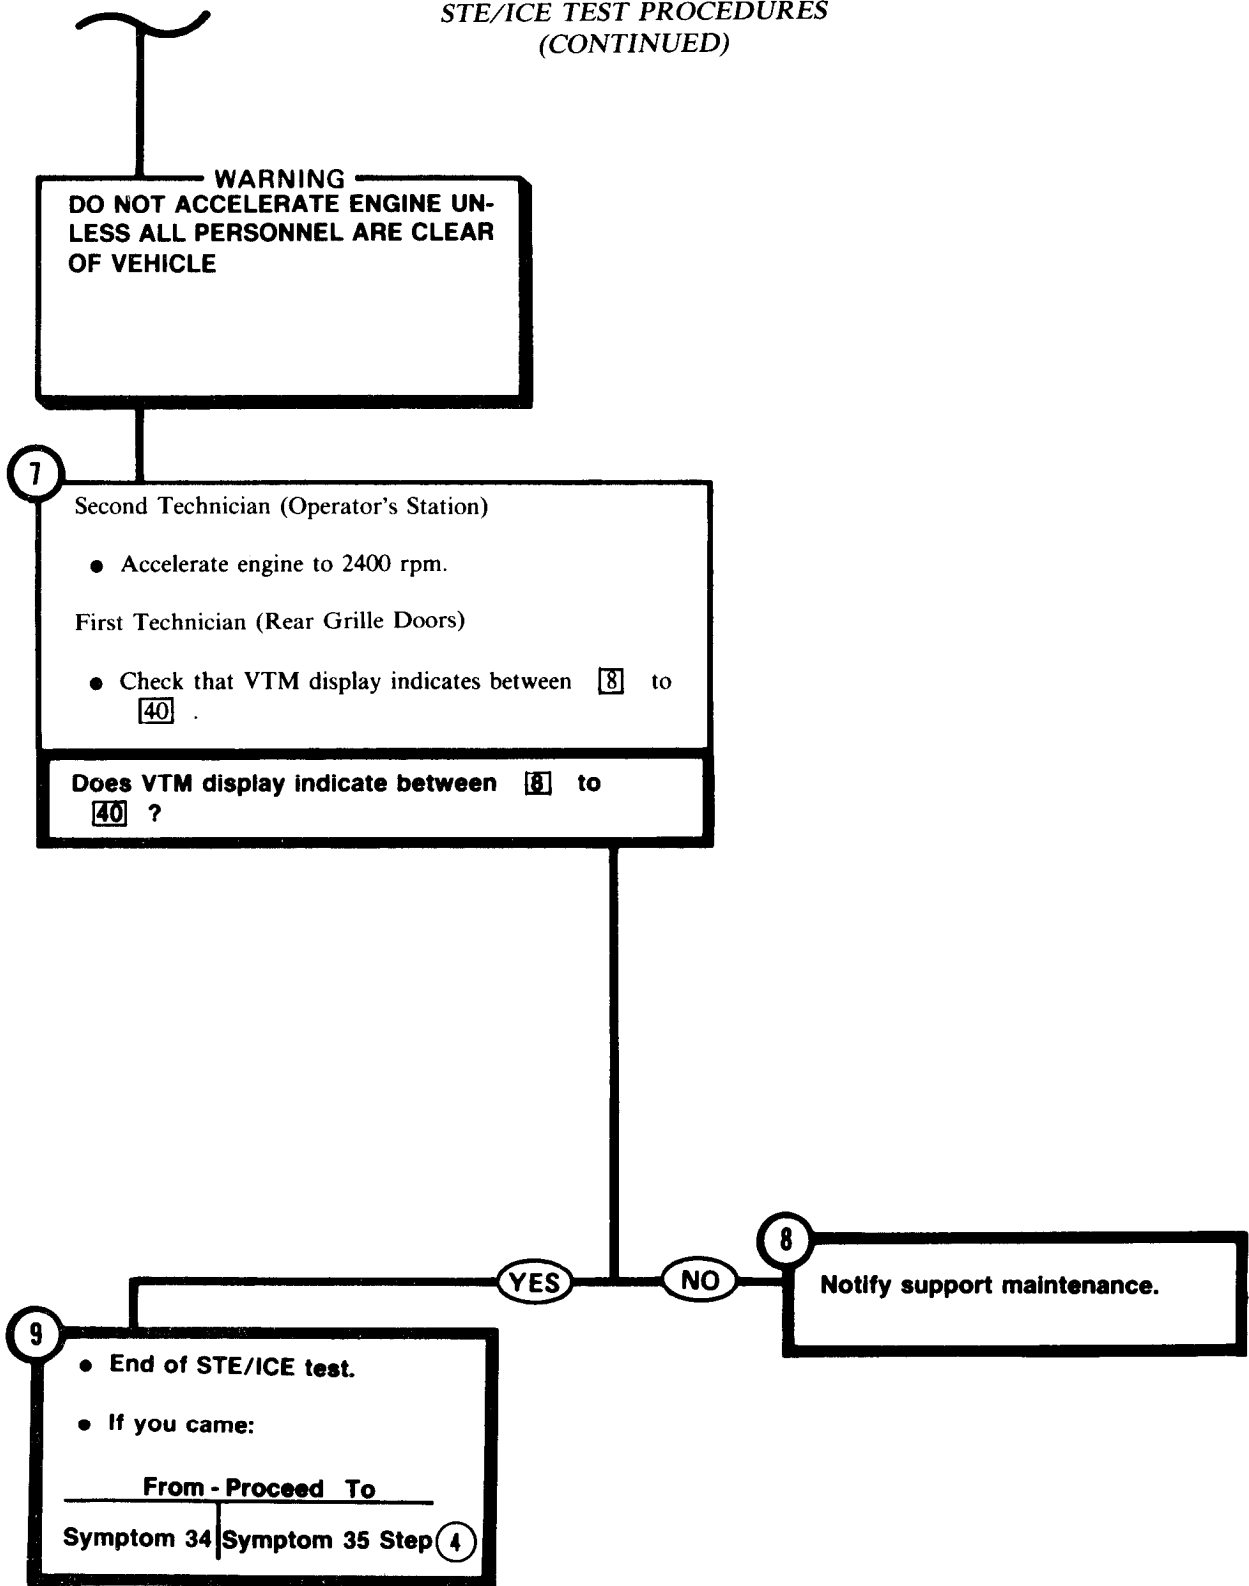 STE/ICE TEST PROCEDURES
(CONTINUED)
WARNING
DO NOT ACCELERATE ENGINE UN-
LESS ALL PERSONNEL ARE CLEAR
OF VEHICLE
7
Second Technician (Operator's Station)
● Accelerate engine to 2400 rpm.
First Technician (Rear Grille Doors)
● Check that VTM display indicates between 8 to
40 .
Does VTM display indicate between 8 to
40 ?
YES
NO
8
Notify support maintenance.
9
● End of STE/ICE test.
● If you came:
From - Proceed To
Symptom 34 Symptom 35 Step 4